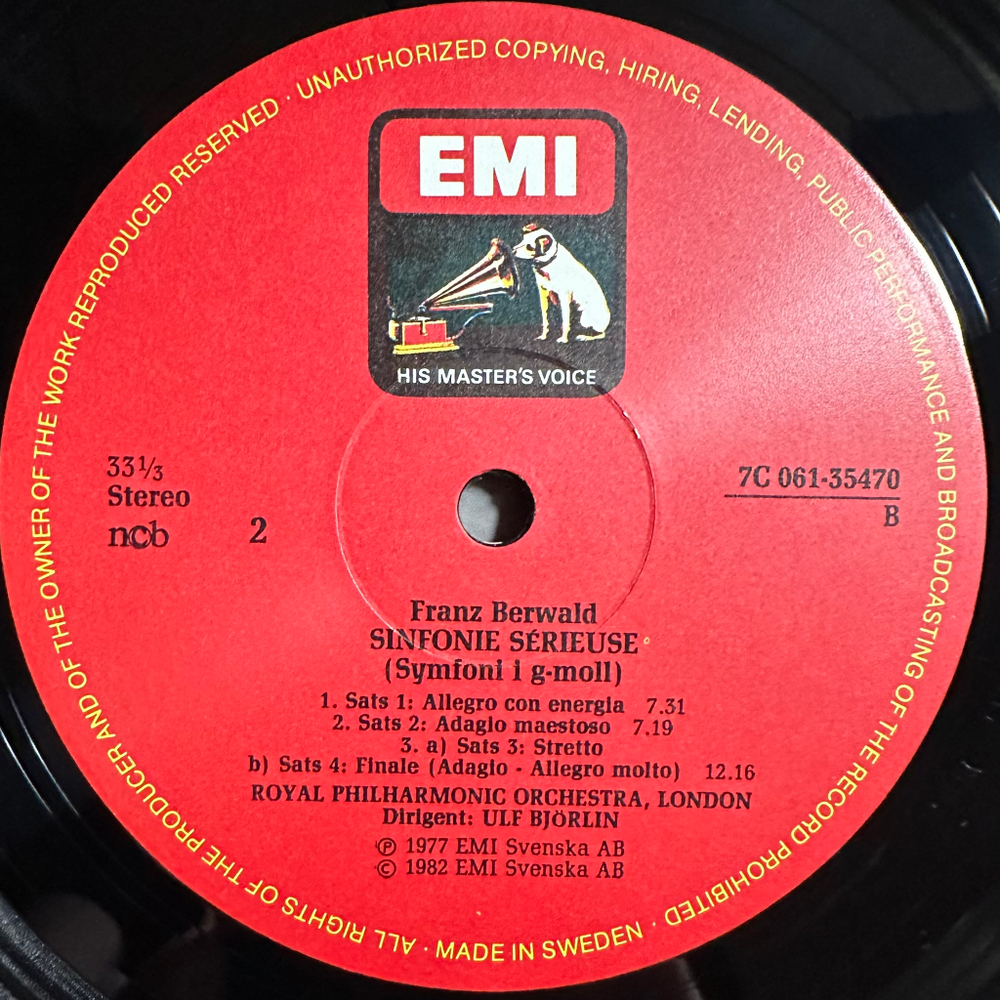 ALL RIGHTS OF THE PRODUCER AND OF THE OWNER OF THE WORK REPRODUCED RESERVED · UNAUTHORIZED COPYING, HIRING, LENDING, PUBLIC PERFORMANCE AND BROADCASTING OF THE RECORD PROHIBITED · MADE IN SWEDEN ·
EMI
HIS MASTER'S VOICE
33 1/3
Stereo
ncb
2
7C 061-35470
B
Franz Berwald
SINFONIE SÉRIEUSE
(Symfoni i g-moll)
1. Sats 1: Allegro con energia 7.31
2. Sats 2: Adagio maestoso 7.19
3. a) Sats 3: Stretto
b) Sats 4: Finale (Adagio - Allegro molto) 12.16
ROYAL PHILHARMONIC ORCHESTRA, LONDON
Dirigent: ULF BJÖRLIN
℗ 1977 EMI Svenska AB
© 1982 EMI Svenska AB